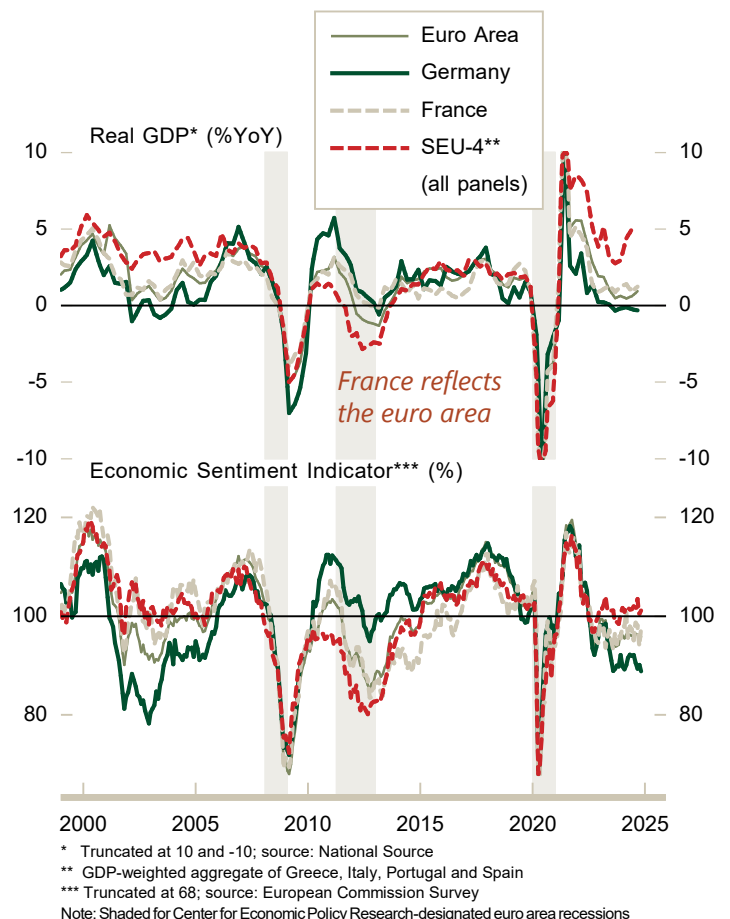 Euro Area
Germany
France
SEU-4**
(all panels)
Real GDP* (%YoY)
10 10
5 5
0 0
-5 -5
France reflects
the euro area
-10 -10
Economic Sentiment Indicator*** (%)
120 120
100 100
80 80
2000 2005 2010 2015 2020 2025
* Truncated at 10 and -10; source: National Source
** GDP-weighted aggregate of Greece, Italy, Portugal and Spain
*** Truncated at 68; source: European Commission Survey
Note: Shaded for Center for Economic Policy Research-designated euro area recessions